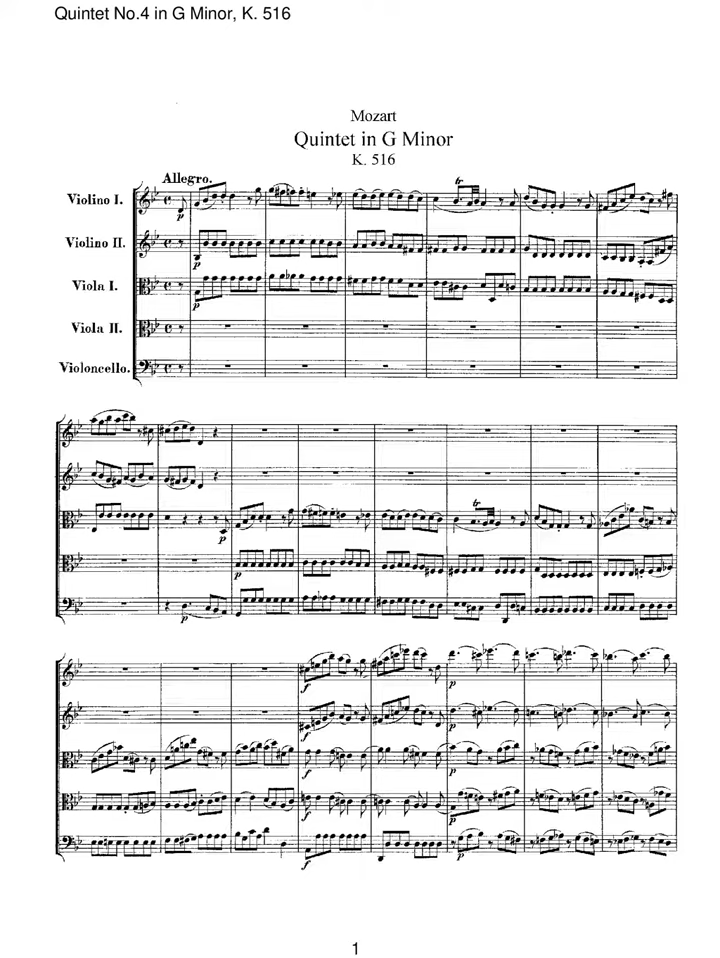 Quintet No.4 in G Minor, K. 516
Mozart
Quintet in G Minor
K. 516
Allegro.
Violino I.
p
tr
Violino II.
p
Viola I.
p
Viola II.
Violoncello.
tr
p
p
p
f
p
f
p
f
p
f
p
p
f
p
1